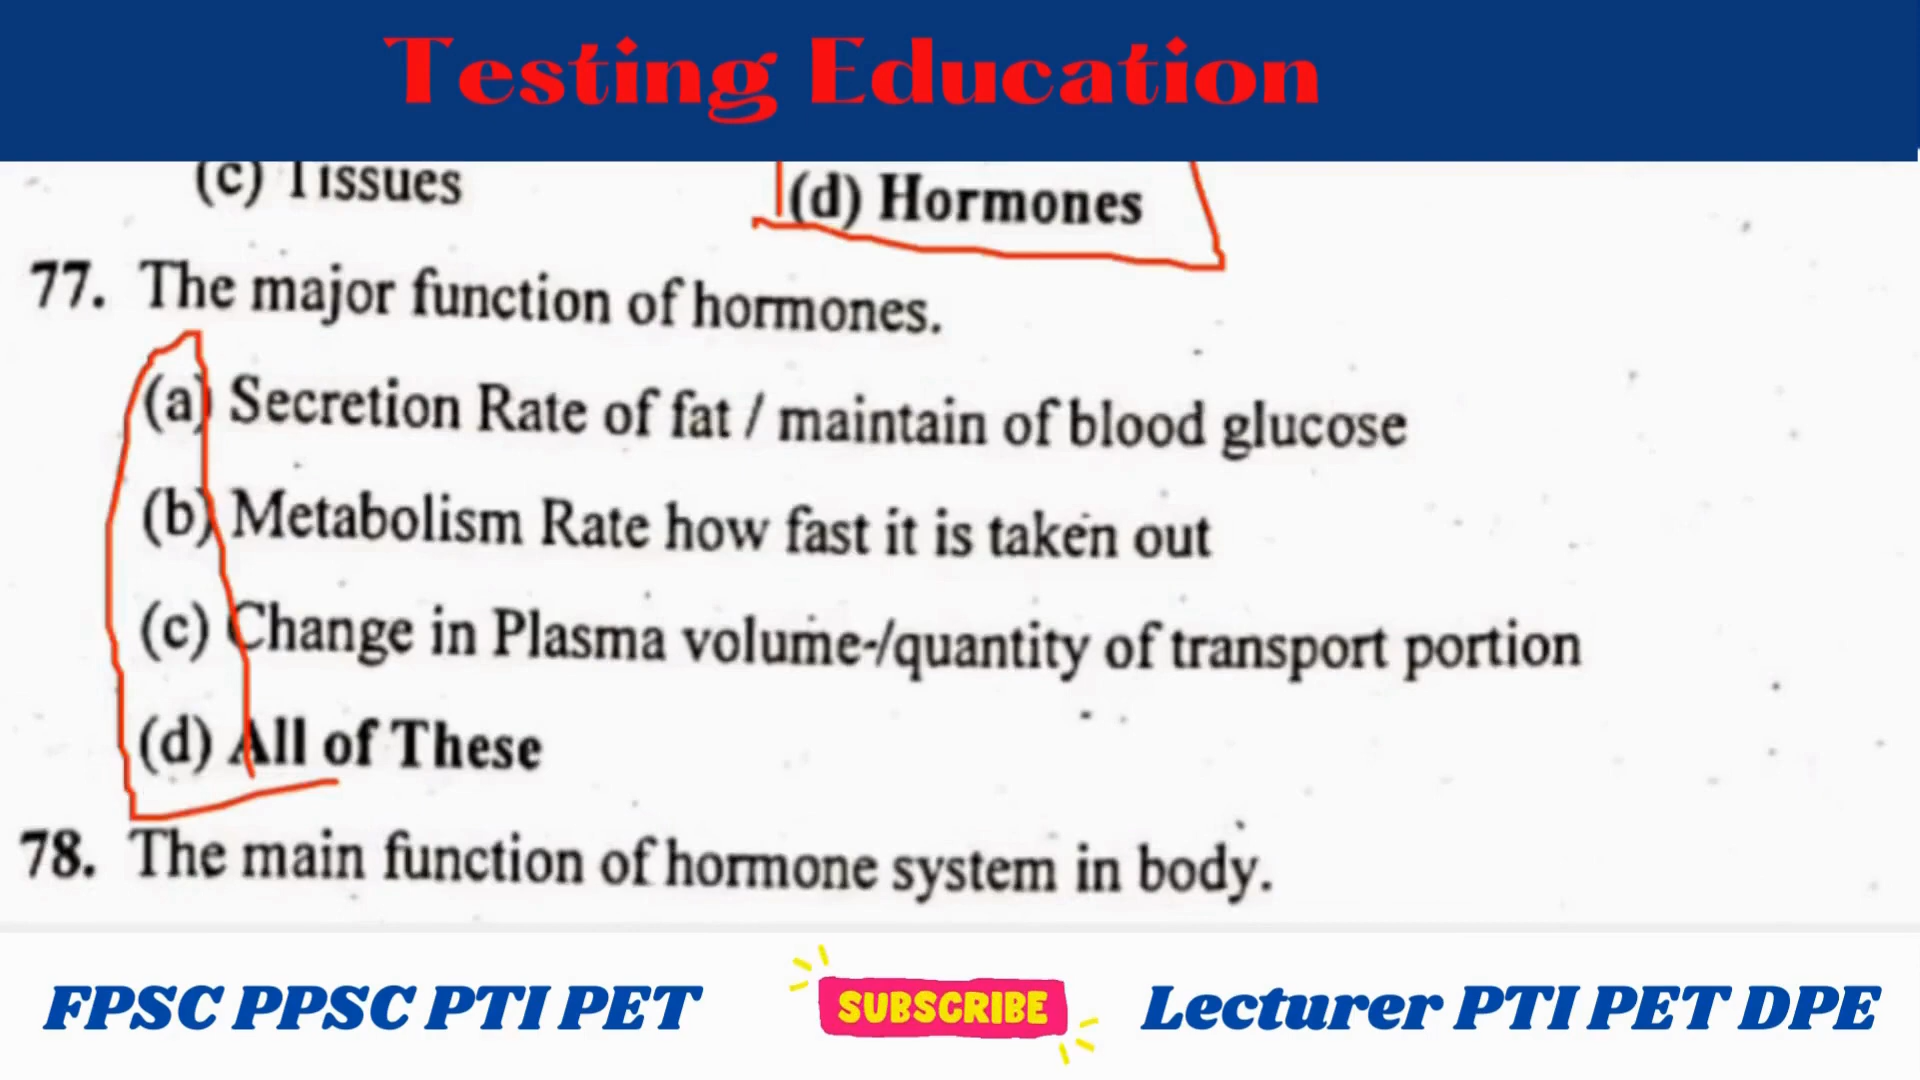 Testing Education
(c) Tissues
(d) Hormones
77. The major function of hormones.
(a) Secretion Rate of fat / maintain of blood glucose
(b) Metabolism Rate how fast it is taken out
(c) Change in Plasma volume-/quantity of transport portion
(d) All of These
78. The main function of hormone system in body.
FPSC PPSC PTI PET
SUBSCRIBE
Lecturer PTI PET DPE